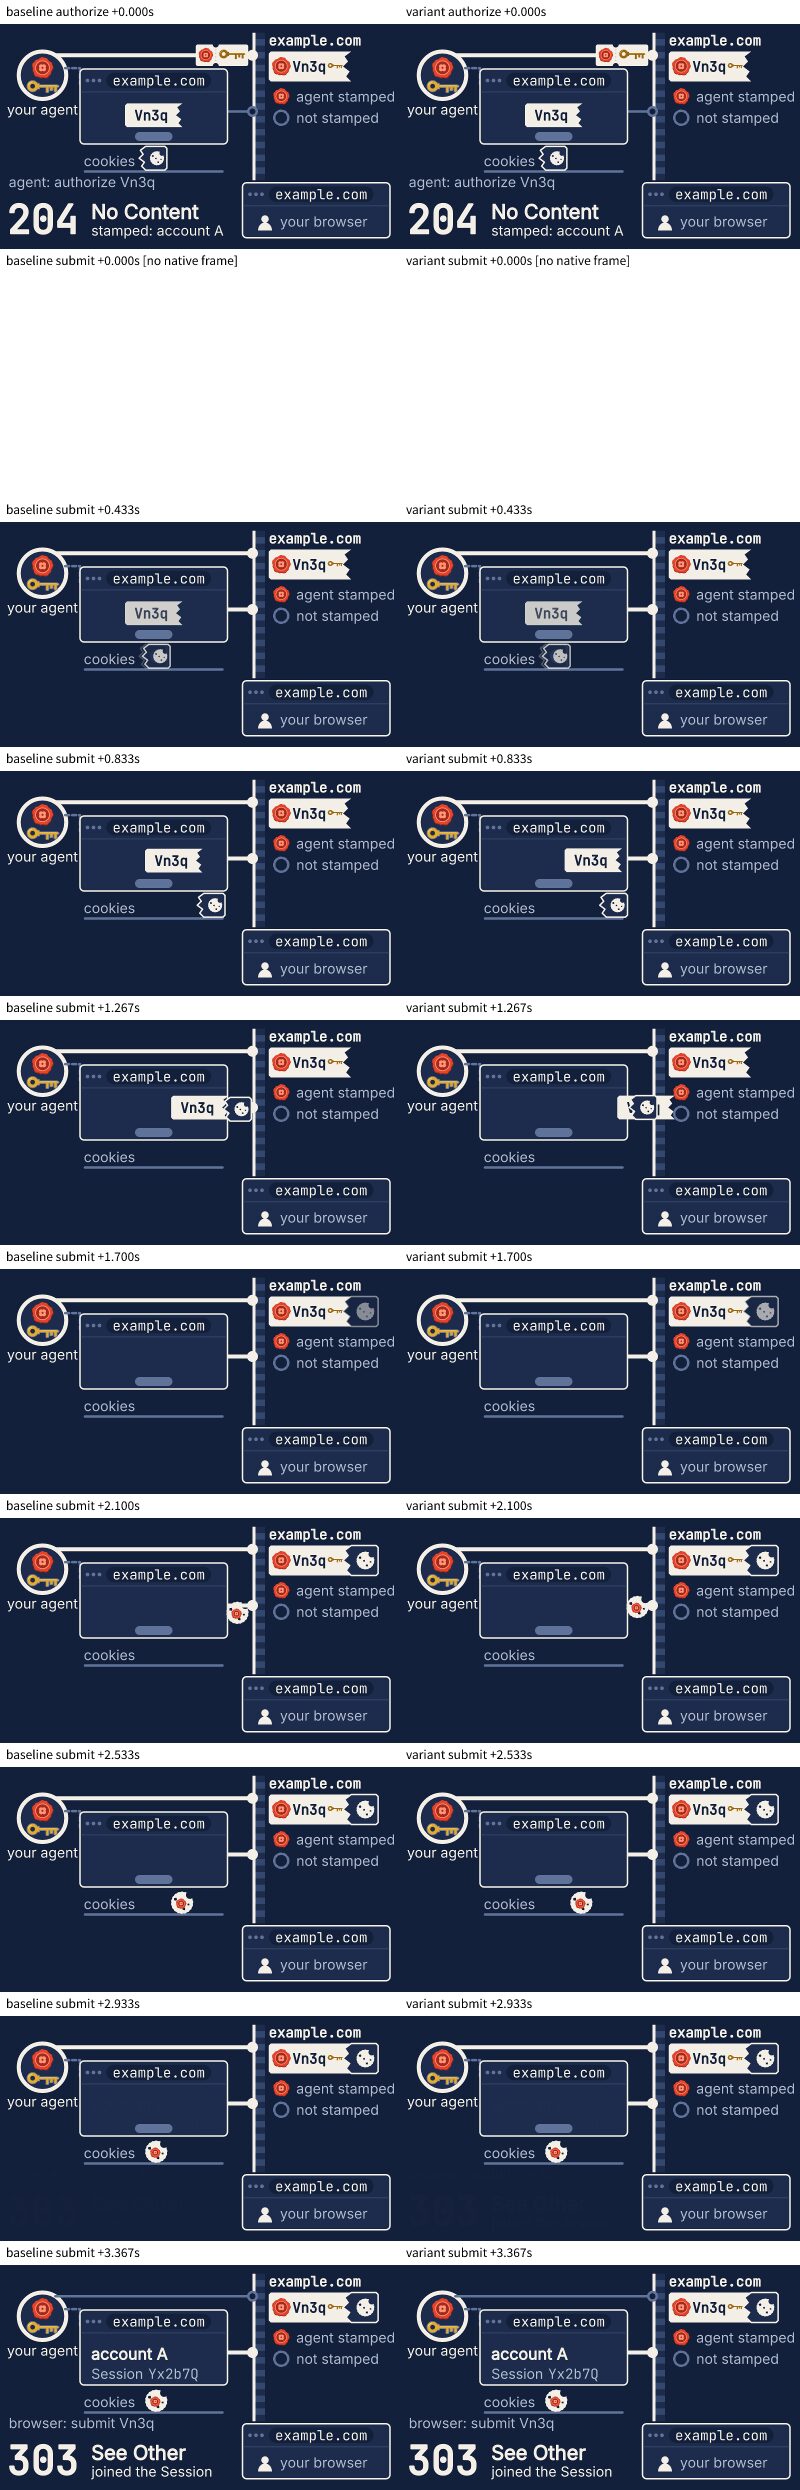 baseline authorize +0.000s
example.com
example.com
Vn3q
Vn3q
agent stamped
not stamped
your agent
cookies
agent: authorize Vn3q
204 No Content
stamped: account A
example.com
your browser
variant authorize +0.000s
example.com
example.com
Vn3q
Vn3q
agent stamped
not stamped
your agent
cookies
agent: authorize Vn3q
204 No Content
stamped: account A
example.com
your browser
baseline submit +0.000s [no native frame]
variant submit +0.000s [no native frame]
baseline submit +0.433s
example.com
example.com
Vn3q
Vn3q
agent stamped
not stamped
your agent
cookies
example.com
your browser
variant submit +0.433s
example.com
example.com
Vn3q
Vn3q
agent stamped
not stamped
your agent
cookies
example.com
your browser
baseline submit +0.833s
example.com
example.com
Vn3q
Vn3q
agent stamped
not stamped
your agent
cookies
example.com
your browser
variant submit +0.833s
example.com
example.com
Vn3q
Vn3q
agent stamped
not stamped
your agent
cookies
example.com
your browser
baseline submit +1.267s
example.com
example.com
Vn3q
Vn3q
agent stamped
not stamped
your agent
cookies
example.com
your browser
variant submit +1.267s
example.com
example.com
Vn3q
agent stamped
not stamped
your agent
cookies
example.com
your browser
baseline submit +1.700s
example.com
example.com
Vn3q
agent stamped
not stamped
your agent
cookies
example.com
your browser
variant submit +1.700s
example.com
example.com
Vn3q
agent stamped
not stamped
your agent
cookies
example.com
your browser
baseline submit +2.100s
example.com
example.com
Vn3q
agent stamped
not stamped
your agent
cookies
example.com
your browser
variant submit +2.100s
example.com
example.com
Vn3q
agent stamped
not stamped
your agent
cookies
example.com
your browser
baseline submit +2.533s
example.com
example.com
Vn3q
agent stamped
not stamped
your agent
cookies
example.com
your browser
variant submit +2.533s
example.com
example.com
Vn3q
agent stamped
not stamped
your agent
cookies
example.com
your browser
baseline submit +2.933s
example.com
example.com
Vn3q
agent stamped
not stamped
your agent
cookies
example.com
your browser
variant submit +2.933s
example.com
example.com
Vn3q
agent stamped
not stamped
your agent
cookies
303 See Other
example.com
your browser
baseline submit +3.367s
example.com
example.com
Vn3q
agent stamped
not stamped
your agent
account A
Session Yx2b7Q
cookies
browser: submit Vn3q
303 See Other
joined the Session
example.com
your browser
variant submit +3.367s
example.com
example.com
Vn3q
agent stamped
not stamped
your agent
account A
Session Yx2b7Q
cookies
browser: submit Vn3q
303 See Other
joined the Session
example.com
your browser